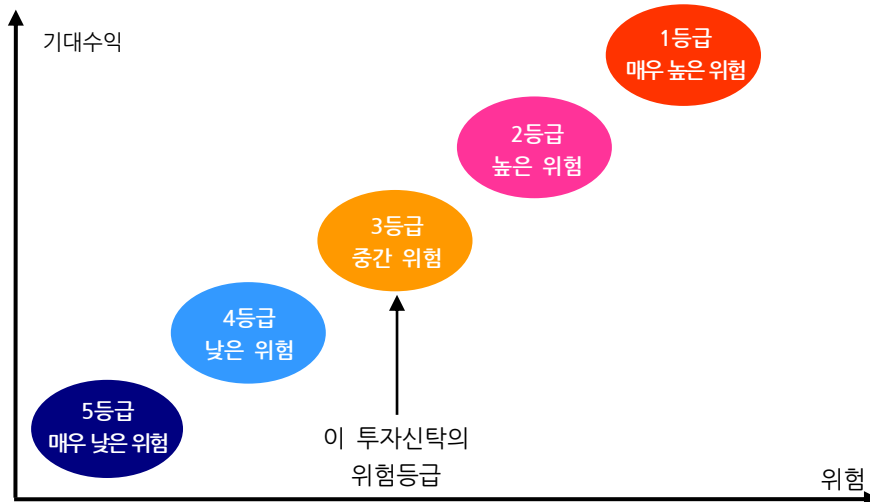 기대수익
1등급
매우 높은 위험
2등급
높은 위험
3등급
중간 위험
4등급
낮은 위험
5등급
매우 낮은 위험
이 투자신탁의
위험등급
위험